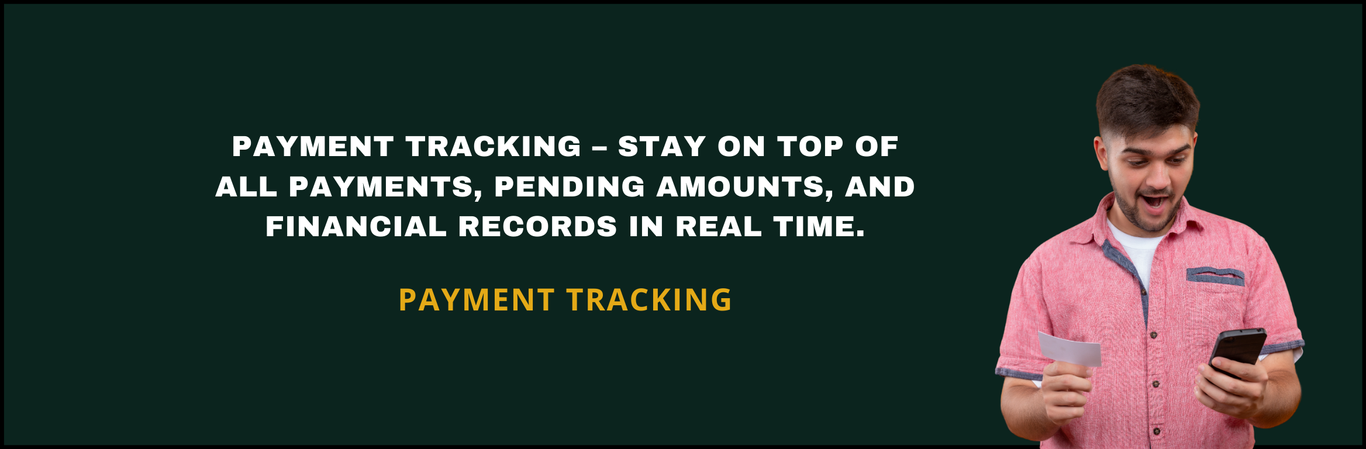 PAYMENT TRACKING – STAY ON TOP OF
ALL PAYMENTS, PENDING AMOUNTS, AND
FINANCIAL RECORDS IN REAL TIME.
PAYMENT TRACKING